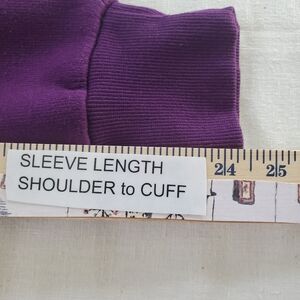 24 25
SLEEVE LENGTH
SHOULDER to CUFF